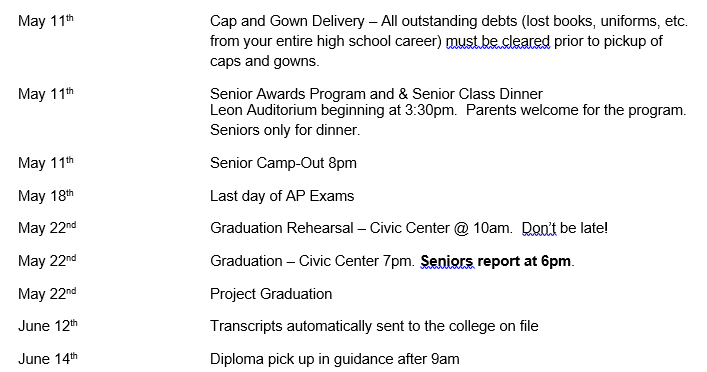 May 11th Cap and Gown Delivery – All outstanding debts (lost books, uniforms, etc.
from your entire high school career) must be cleared prior to pickup of
caps and gowns.
May 11th Senior Awards Program and & Senior Class Dinner
Leon Auditorium beginning at 3:30pm.  Parents welcome for the program.
Seniors only for dinner.
May 11th Senior Camp-Out 8pm
May 18th Last day of AP Exams
May 22nd Graduation Rehearsal – Civic Center @ 10am.  Don’t be late!
May 22nd Graduation – Civic Center 7pm. Seniors report at 6pm.
May 22nd Project Graduation
June 12th Transcripts automatically sent to the college on file
June 14th Diploma pick up in guidance after 9am